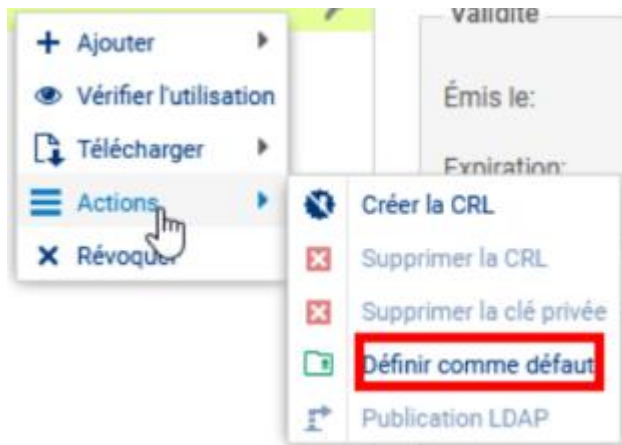 Validité
Ajouter
Vérifier l'utilisation
Émis le:
Télécharger
Expiration:
Actions
Créer la CRL
Révoquer
Supprimer la CRL
Supprimer la clé privée
Définir comme défaut
Publication LDAP